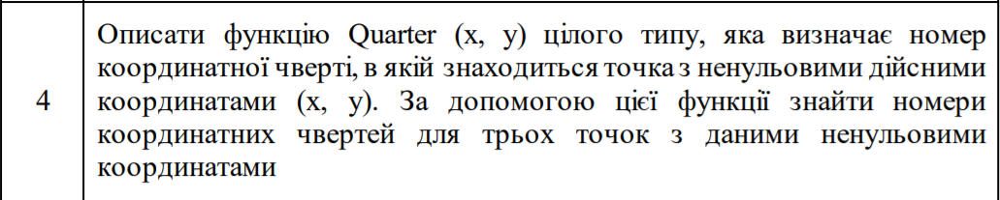 4
Описати функцію Quarter (x, y) цілого типу, яка визначає номер
координатної чверті, в якій знаходиться точка з ненульовими дійсними
координатами (x, y). За допомогою цієї функції знайти номери
координатних чвертей для трьох точок з даними ненульовими
координатами